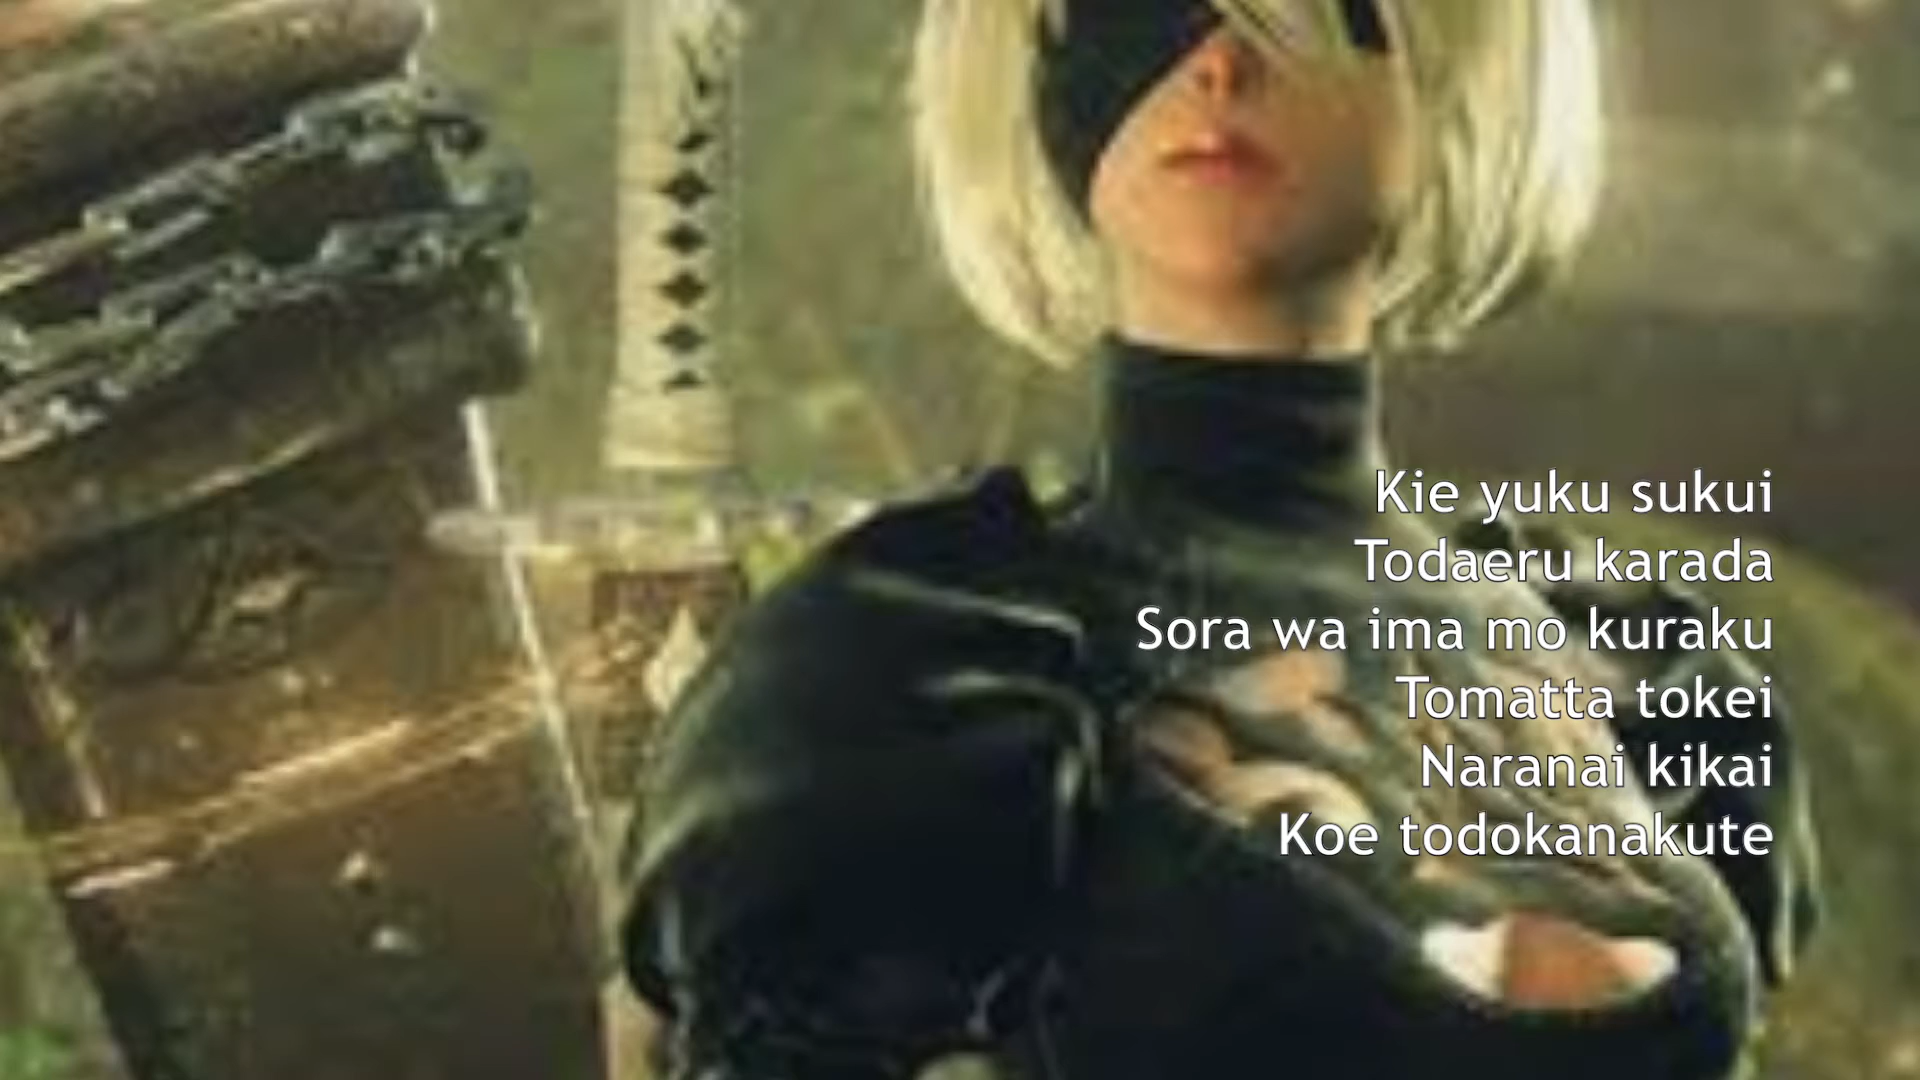 Kie yuku sukui
Todaeru karada
Sora wa ima mo kuraku
Tomatta tokei
Naranai kikai
Koe todokanakute